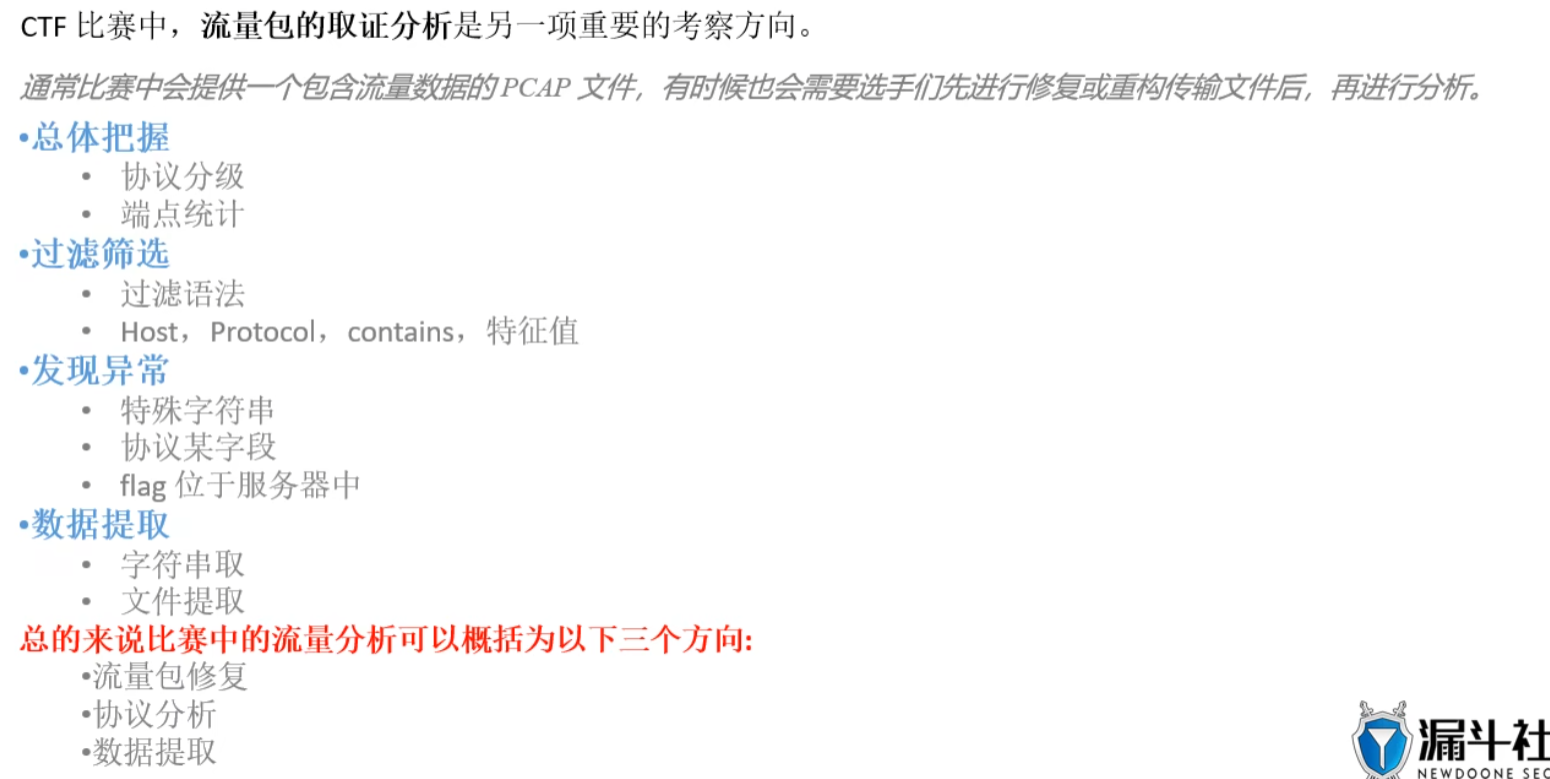 CTF 比赛中，流量包的取证分析是另一项重要的考察方向。
通常比赛中会提供一个包含流量数据的 PCAP 文件，有时候也会需要选手们先进行修复或重构传输文件后，再进行分析。
•总体把握
• 协议分级
• 端点统计
•过滤筛选
• 过滤语法
• Host，Protocol，contains，特征值
•发现异常
• 特殊字符串
• 协议某字段
• flag 位于服务器中
•数据提取
• 字符串取
• 文件提取
总的来说比赛中的流量分析可以概括为以下三个方向:
•流量包修复
•协议分析
•数据提取
漏斗社
NEWDOONE SEC